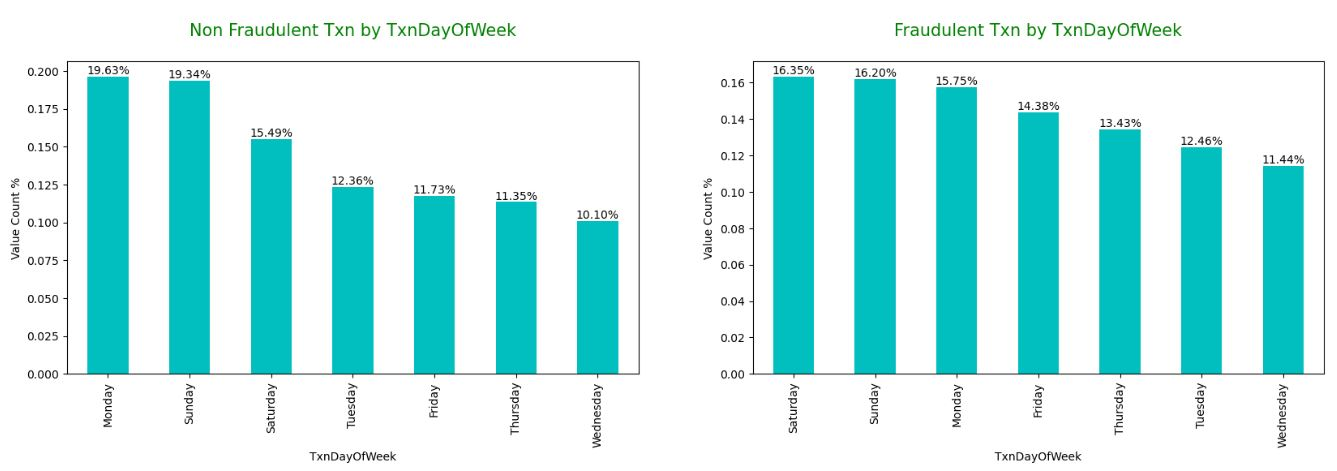 Non Fraudulent Txn by TxnDayOfWeek
0.200
0.175
0.150
0.125
0.100
0.075
0.050
0.025
0.000
Value Count %
19.63%
19.34%
15.49%
12.36%
11.73%
11.35%
10.10%
Monday
Sunday
Saturday
Tuesday
Friday
Thursday
Wednesday
TxnDayOfWeek
Fraudulent Txn by TxnDayOfWeek
0.16
0.14
0.12
0.10
0.08
0.06
0.04
0.02
0.00
Value Count %
16.35%
16.20%
15.75%
14.38%
13.43%
12.46%
11.44%
Saturday
Sunday
Monday
Friday
Thursday
Tuesday
Wednesday
TxnDayOfWeek